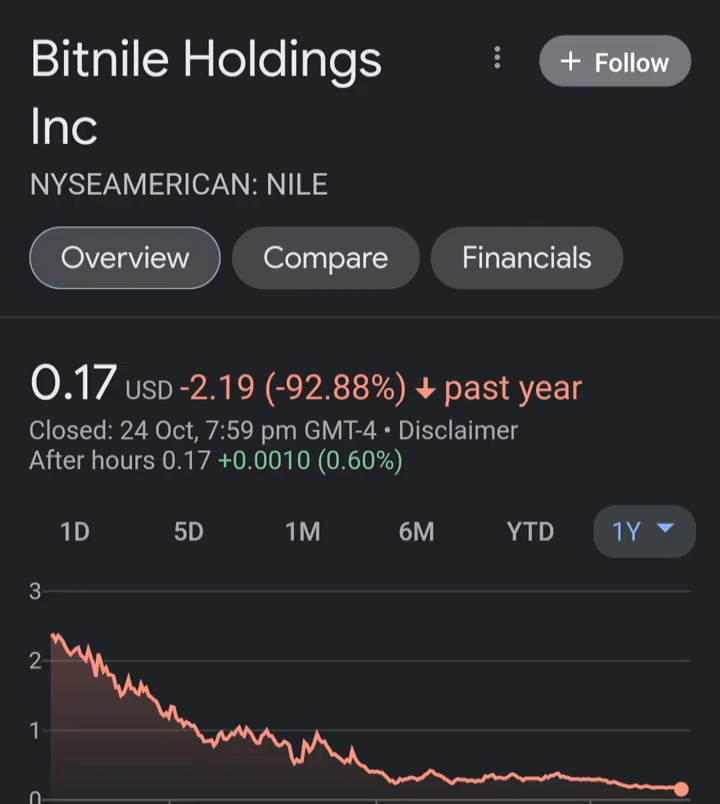 Bitnile Holdings
Inc
+ Follow
NYSEAMERICAN: NILE
Overview
Compare
Financials
0.17 USD -2.19 (-92.88%) ↓ past year
Closed: 24 Oct, 7:59 pm GMT-4 • Disclaimer
After hours 0.17 +0.0010 (0.60%)
1D 5D 1M 6M YTD 1Y
3
2
1
0